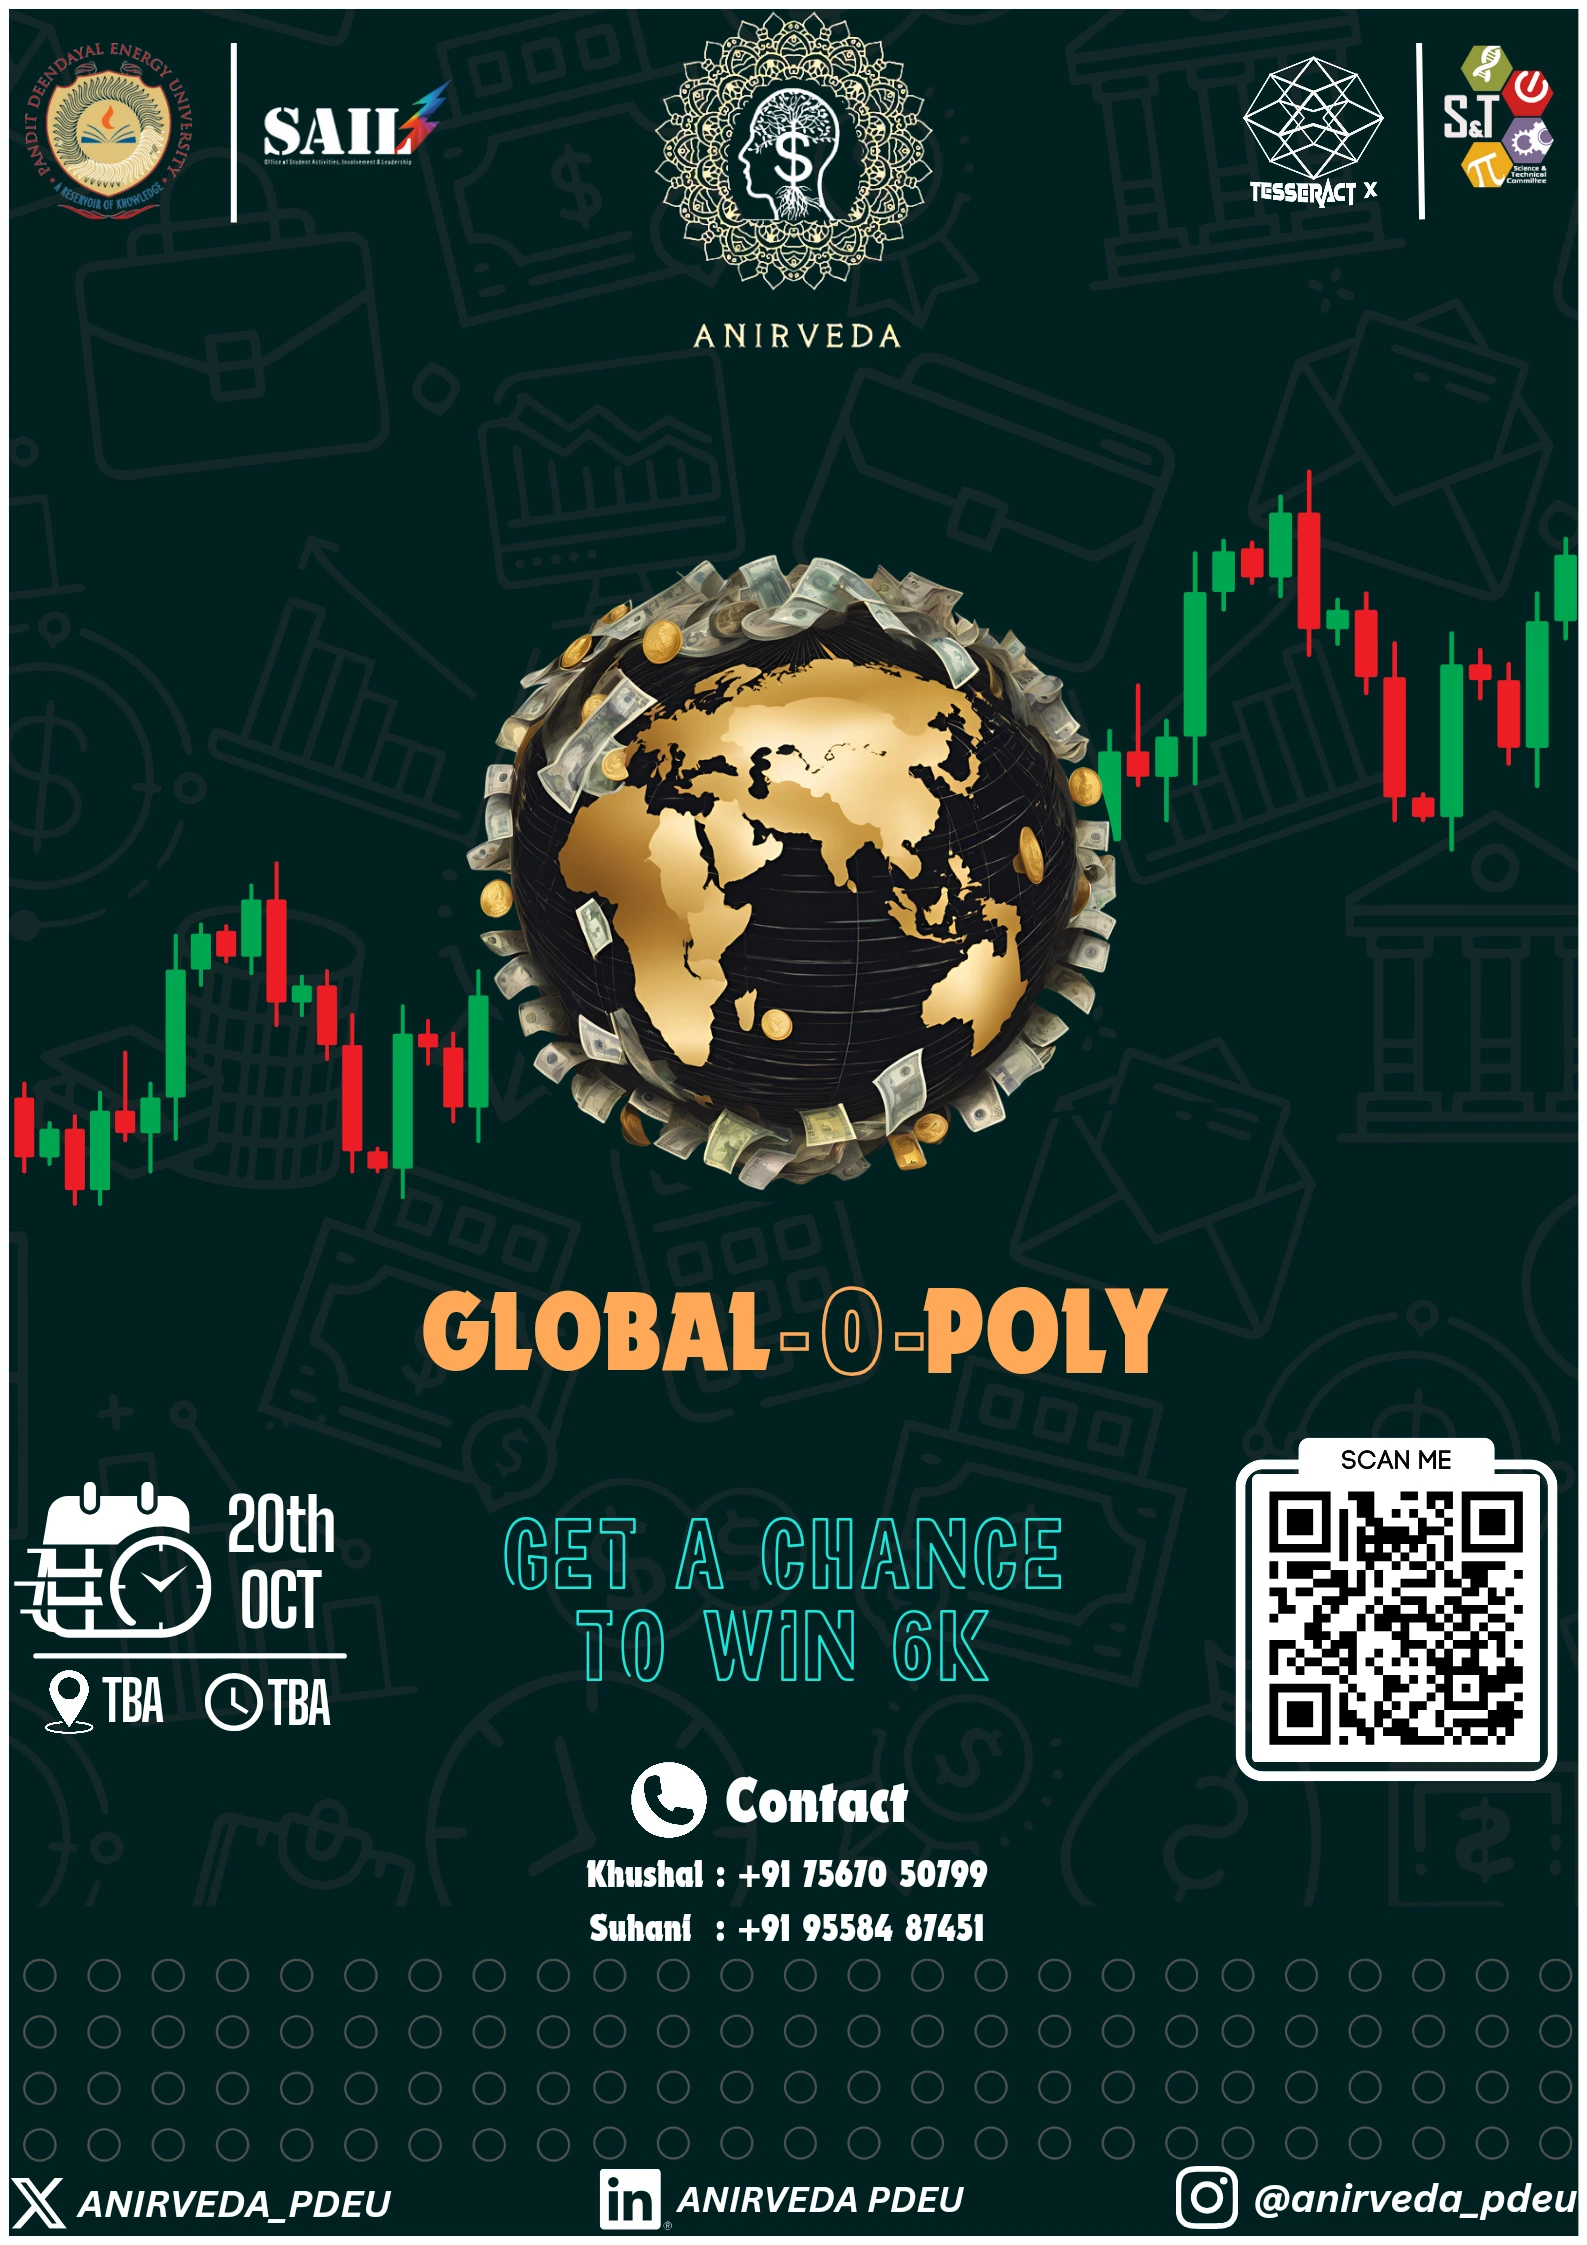 PANDIT DEENDAYAL ENERGY UNIVERSITY
A RESERVOIR OF KNOWLEDGE
SAIL
Office of Student Activities, Involvement & Leadership
$
ANIRVEDA
TESSERACT X
S&T
Science &
Technical
Committee
GLOBAL-O-POLY
20th
OCT
TBA
TBA
GET A CHANCE
TO WIN 6K
SCAN ME
Contact
Khushal : +91 75670 50799
Suhani : +91 95584 87451
ANIRVEDA_PDEU
in
ANIRVEDA PDEU
@anirveda_pdeu